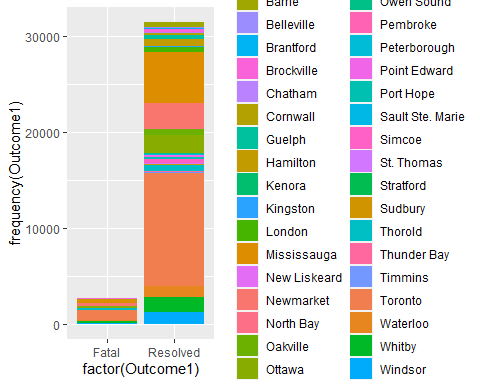 frequency(Outcome1)
30000
20000
10000
0
Fatal
Resolved
factor(Outcome1)
Barrie
Belleville
Brantford
Brockville
Chatham
Cornwall
Guelph
Hamilton
Kenora
Kingston
London
Mississauga
New Liskeard
Newmarket
North Bay
Oakville
Ottawa
Owen Sound
Pembroke
Peterborough
Point Edward
Port Hope
Sault Ste. Marie
Simcoe
St. Thomas
Stratford
Sudbury
Thorold
Thunder Bay
Timmins
Toronto
Waterloo
Whitby
Windsor